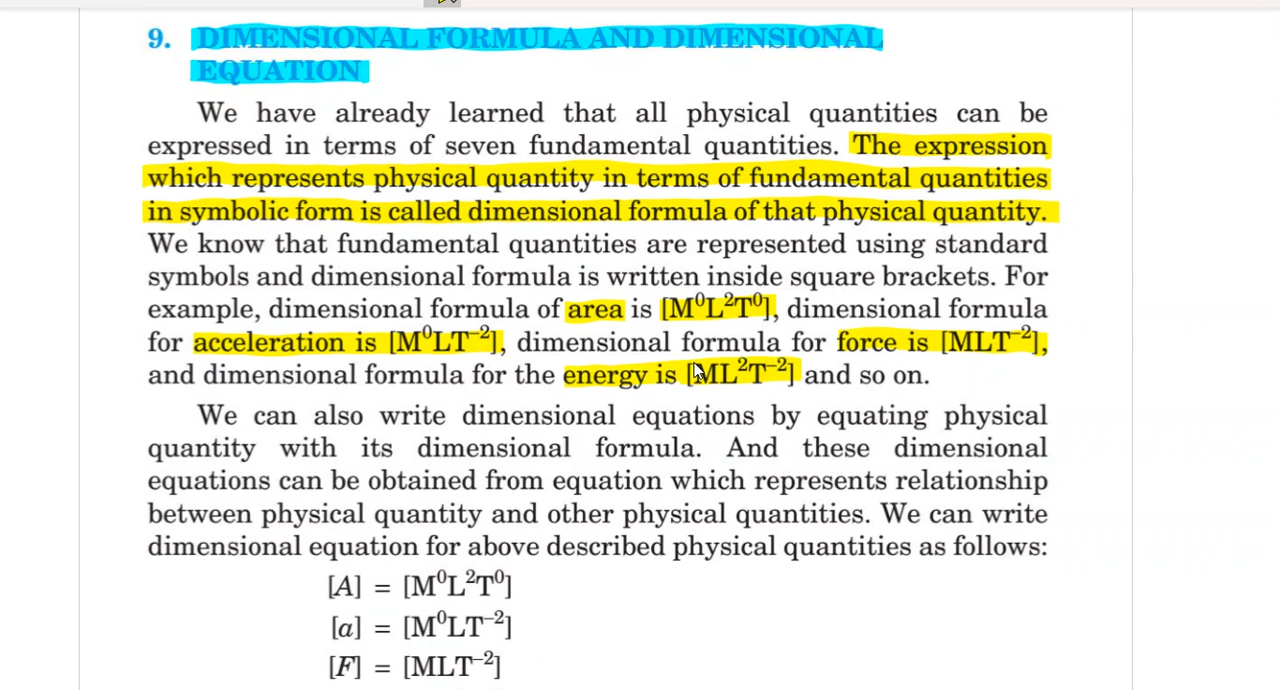 9. DIMENSIONAL FORMULA AND DIMENSIONAL
EQUATION
We have already learned that all physical quantities can be
expressed in terms of seven fundamental quantities. The expression
which represents physical quantity in terms of fundamental quantities
in symbolic form is called dimensional formula of that physical quantity.
We know that fundamental quantities are represented using standard
symbols and dimensional formula is written inside square brackets. For
example, dimensional formula of area is [M⁰L²T⁰], dimensional formula
for acceleration is [M⁰LT⁻²], dimensional formula for force is [MLT⁻²],
and dimensional formula for the energy is [ML²T⁻²] and so on.
We can also write dimensional equations by equating physical
quantity with its dimensional formula. And these dimensional
equations can be obtained from equation which represents relationship
between physical quantity and other physical quantities. We can write
dimensional equation for above described physical quantities as follows:
[A] = [M⁰L²T⁰]
[a] = [M⁰LT⁻²]
[F] = [MLT⁻²]